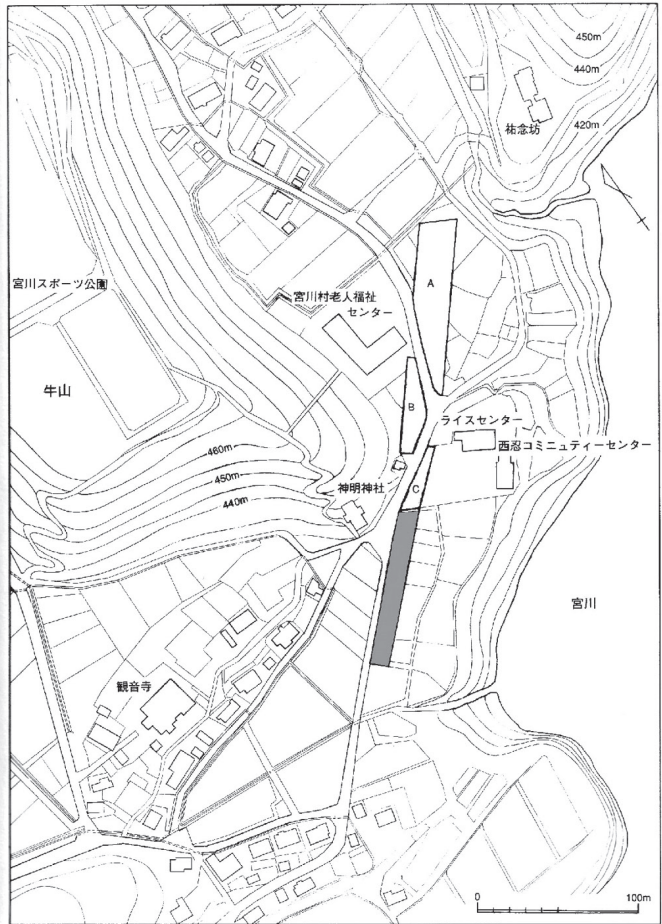 450m
440m
祐念坊
420m
A
宮川スポーツ公園
宮川村老人福祉
センター
牛山
B
ライスセンター
西忍コミュニティーセンター
460m
450m
440m
神明神社
C
宮川
観音寺
0
100m